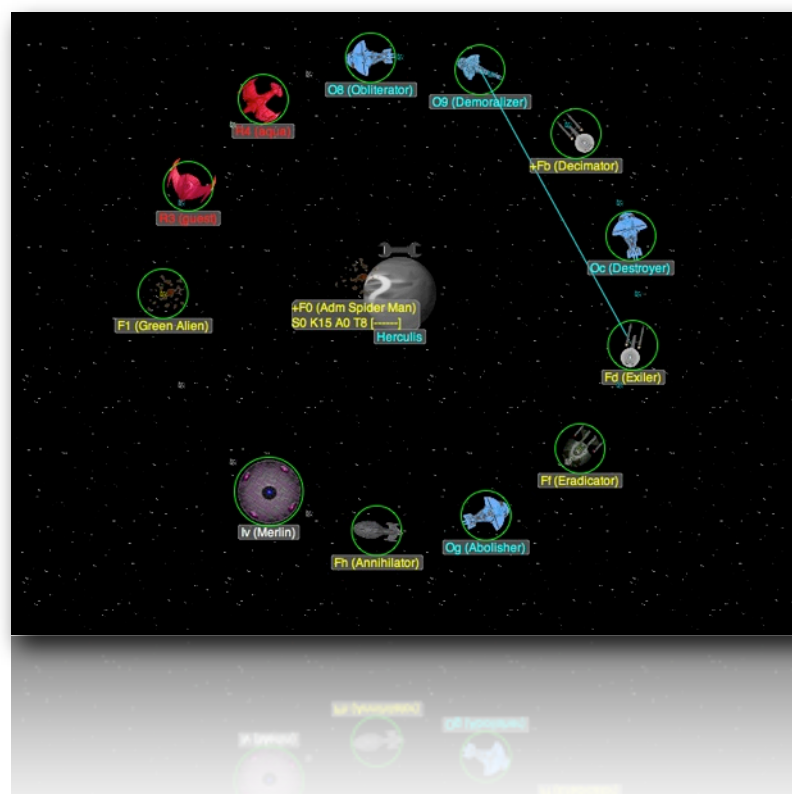 O8 (Obliterator)
O9 (Demoralizer)
R4 (aqua)
+Fb (Decimator)
R3 (guest)
Oc (Destroyer)
+F0 (Adm Spider Man)
S0 K15 A0 T8 [------]
F1 (Green Alien)
Herculis
Fd (Exiler)
Ff (Eradicator)
Iv (Merlin)
Og (Abolisher)
Fh (Annihilator)